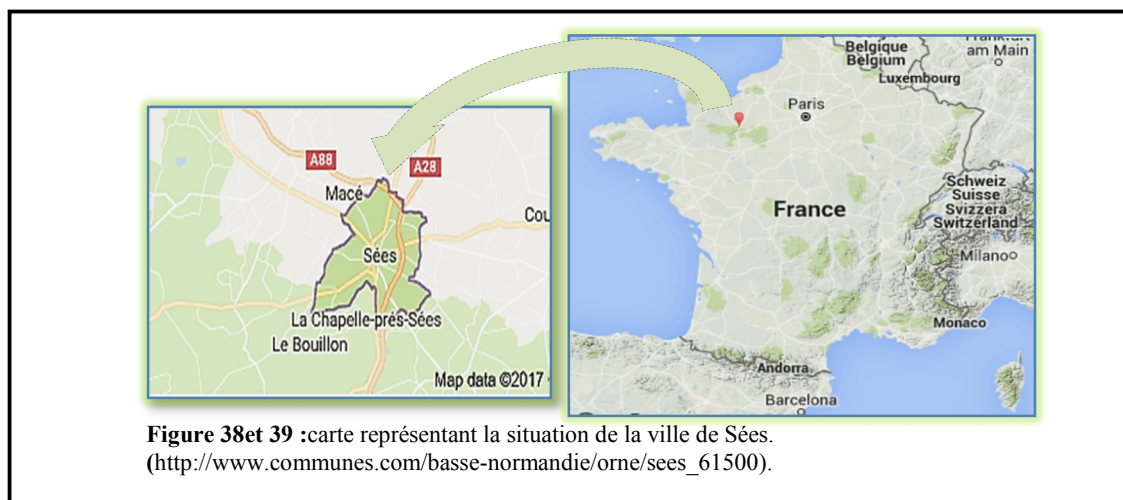 Belgique
Belgium
Frankfurt
am Main
Luxembourg
Paris
France
Schweiz
Suisse
Svizzera
Switzerland
Milano
Monaco
Andorra
Barcelona
A88
A28
Macé
Cou
Sées
La Chapelle-prés-Sées
Le Bouillon
Map data ©2017
Figure 38et 39 :carte représentant la situation de la ville de Sées.
(http://www.communes.com/basse-normandie/orne/sees_61500).